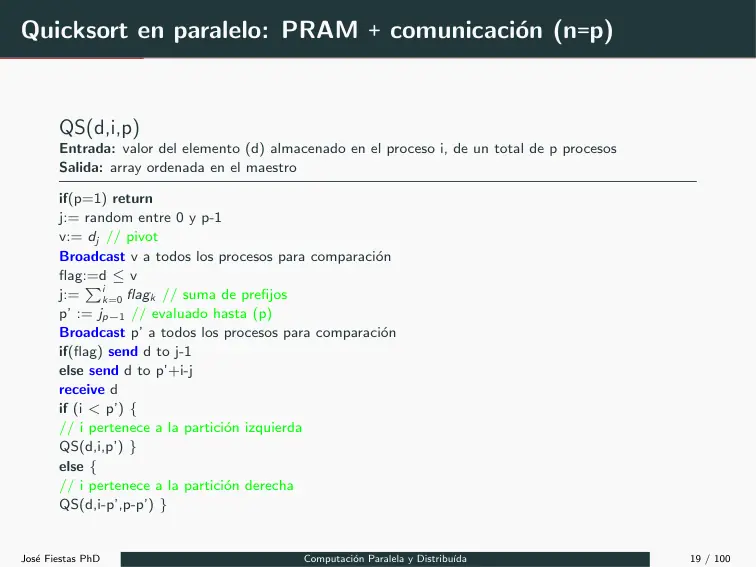 Quicksort en paralelo: PRAM + comunicación (n=p)
QS(d,i,p)
Entrada: valor del elemento (d) almacenado en el proceso i, de un total de p procesos
Salida: array ordenada en el maestro
if(p=1) return
j:= random entre 0 y p-1
v:= dⱼ // pivot
Broadcast v a todos los procesos para comparación
flag:=d ≤ v
j:= ∑ᵢₖ₌₀ flagₖ // suma de prefijos
p' := jₚ₋₁ // evaluado hasta (p)
Broadcast p' a todos los procesos para comparación
if(flag) send d to j-1
else send d to p'+i-j
receive d
if (i < p') {
// i pertenece a la partición izquierda
QS(d,i,p') }
else {
// i pertenece a la partición derecha
QS(d,i-p',p-p') }
José Fiestas PhD
Computación Paralela y Distribuída
19 / 100